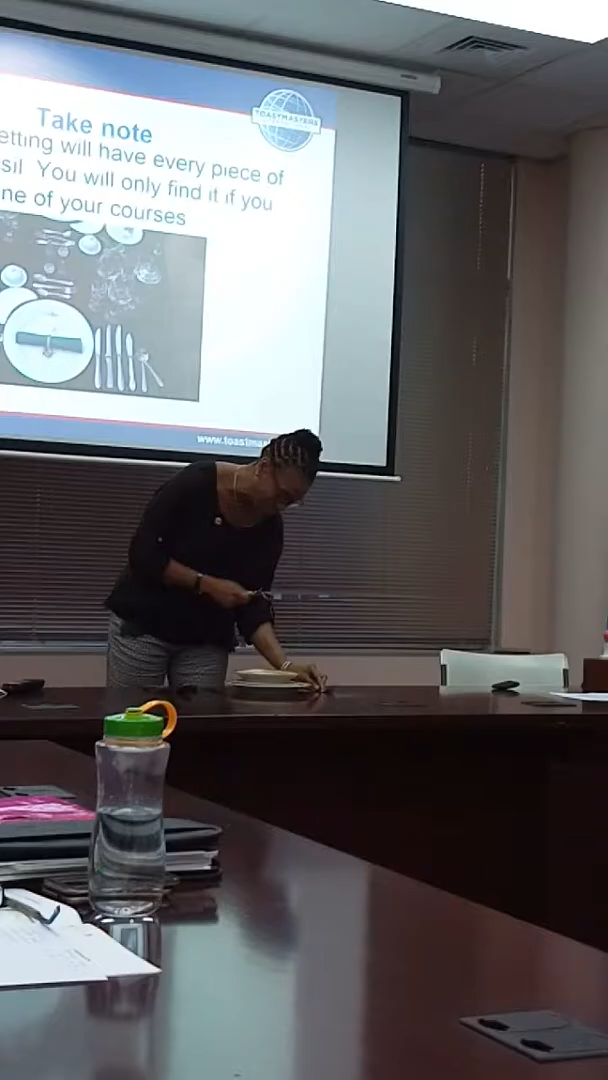 Take note
etting will have every piece of
sil. You will only find it if you
ne of your courses
TOASTMASTERS
www.toastma